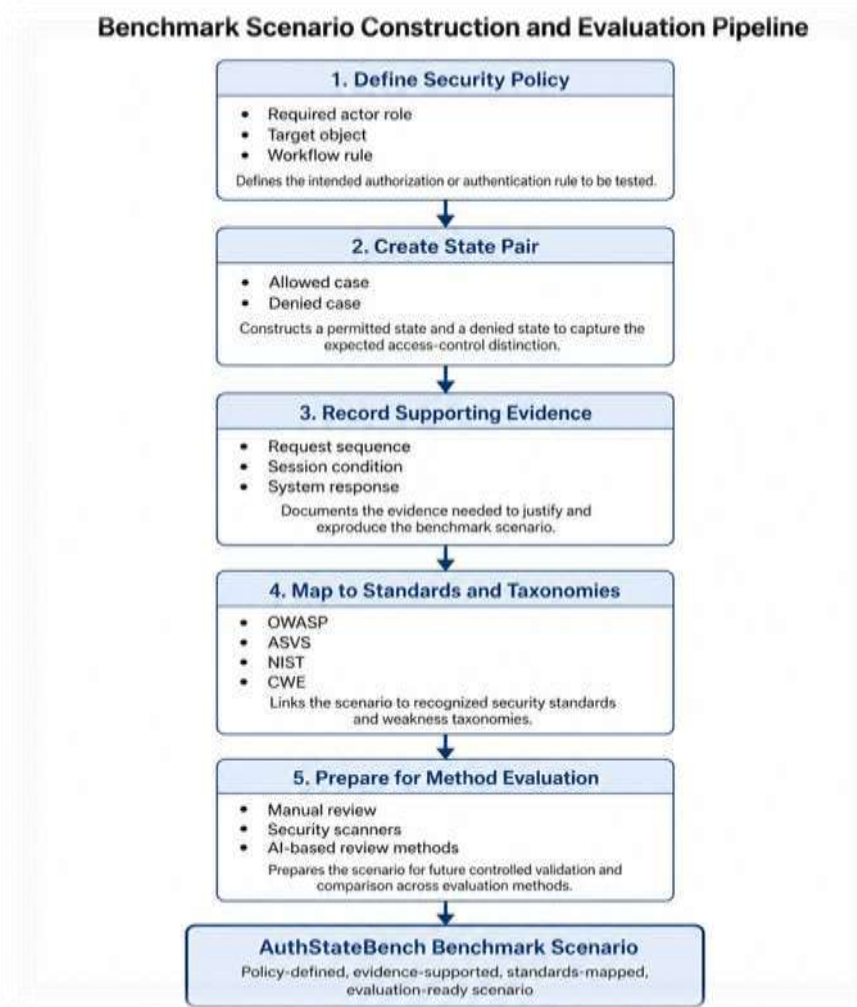 Benchmark Scenario Construction and Evaluation Pipeline
1. Define Security Policy
• Required actor role
• Target object
• Workflow rule
Defines the intended authorization or authentication rule to be tested.
2. Create State Pair
• Allowed case
• Denied case
Constructs a permitted state and a denied state to capture the
expected access-control distinction.
3. Record Supporting Evidence
• Request sequence
• Session condition
• System response
Documents the evidence needed to justify and
exproduce the benchmark scenario.
4. Map to Standards and Taxonomies
• OWASP
• ASVS
• NIST
• CWE
Links the scenario to recognized security standards
and weakness taxonomies.
5. Prepare for Method Evaluation
• Manual review
• Security scanners
• AI-based review methods
Prepares the scenario for future controlled validation and
comparison across evaluation methods.
AuthStateBench Benchmark Scenario
Policy-defined, evidence-supported, standards-mapped,
evaluation-ready scenario